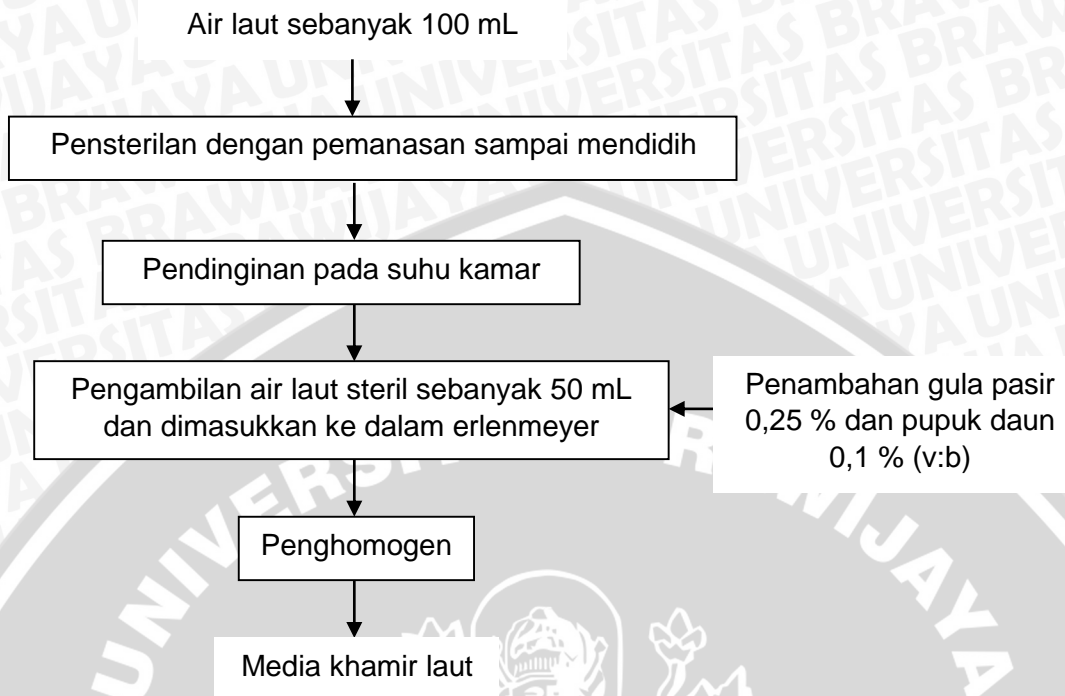 Air laut sebanyak 100 mL
Pensterilan dengan pemanasan sampai mendidih
Pendinginan pada suhu kamar
Pengambilan air laut steril sebanyak 50 mL
dan dimasukkan ke dalam erlenmeyer
Penambahan gula pasir
0,25 % dan pupuk daun
0,1 % (v:b)
Penghomogen
Media khamir laut